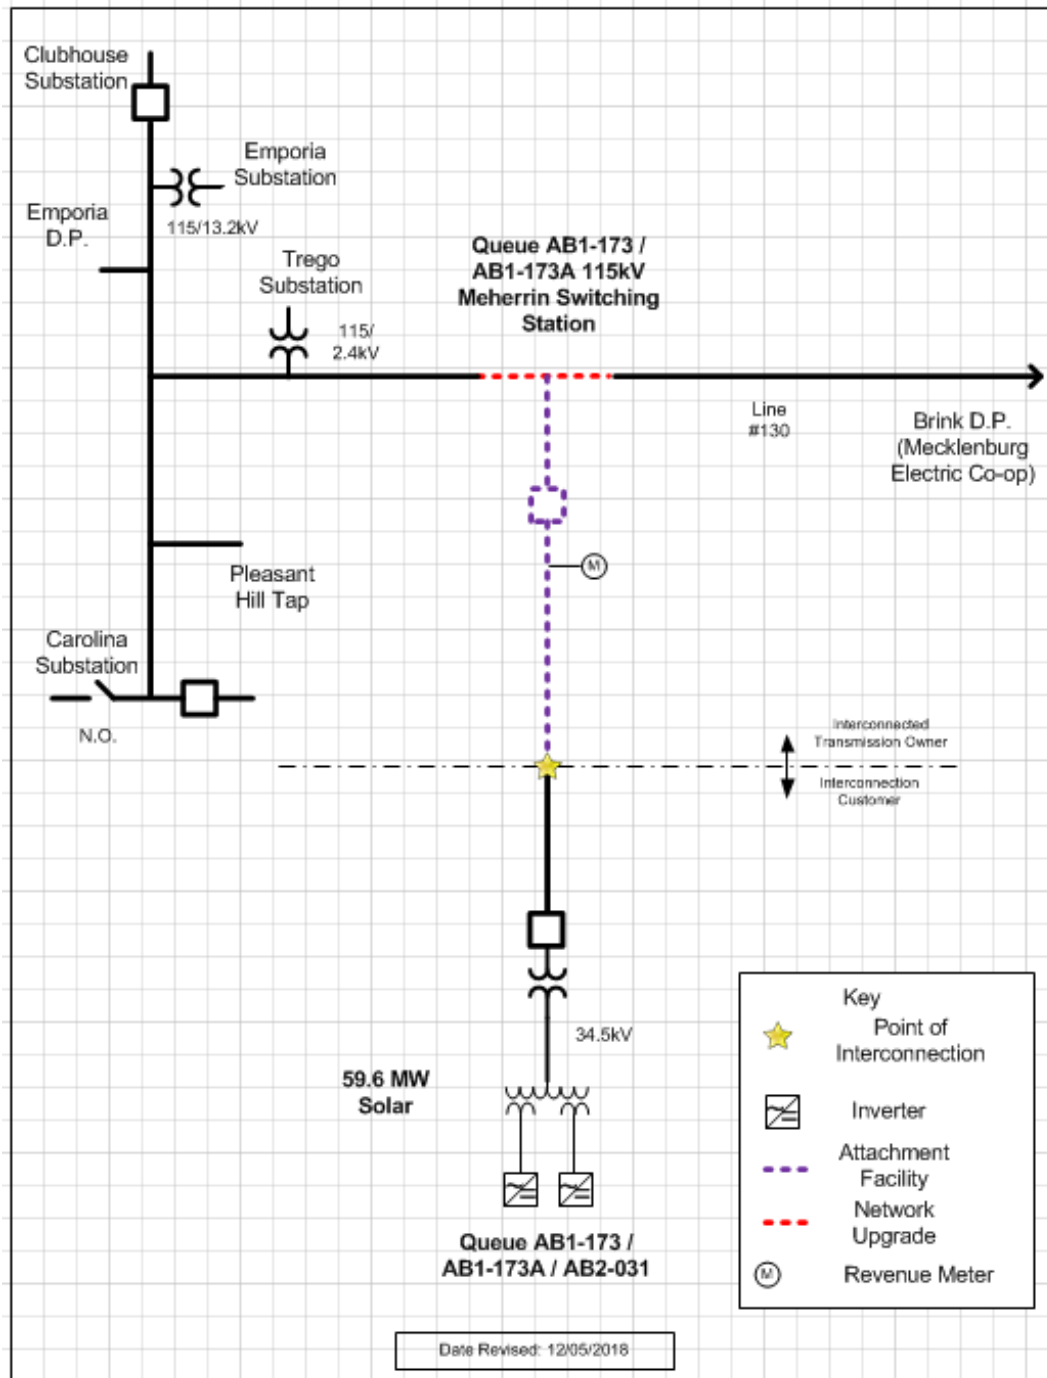 Clubhouse
Substation
Emporia
Substation
115/13.2kV
Emporia
D.P.
Trego
Substation
115/
2.4kV
Queue AB1-173 /
AB1-173A 115kV
Meherrin Switching
Station
Line
#130
Brink D.P.
(Mecklenburg
Electric Co-op)
M
Pleasant
Hill Tap
Carolina
Substation
N.O.
Interconnected
Transmission Owner
Interconnection
Customer
34.5kV
59.6 MW
Solar
Queue AB1-173 /
AB1-173A / AB2-031
Key
Point of
Interconnection
Inverter
Attachment
Facility
Network
Upgrade
M
Revenue Meter
Date Revised: 12/05/2018